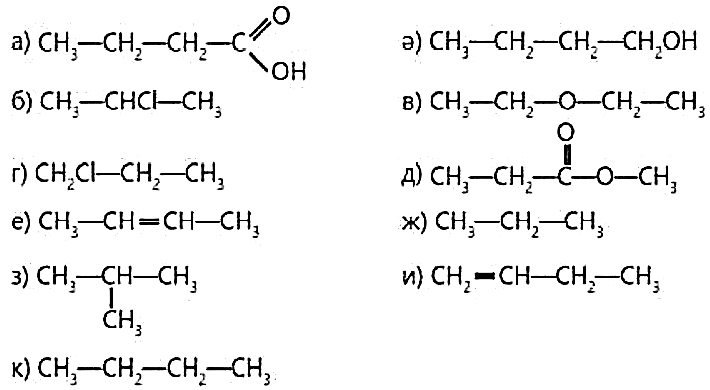 а) CH₃—CH₂—CH₂—C(=O)—OH
ә) CH₃—CH₂—CH₂—CH₂OH
б) CH₃—CHCl—CH₃
в) CH₃—CH₂—O—CH₂—CH₃
г) CH₂Cl—CH₂—CH₃
д) CH₃—CH₂—C(=O)—O—CH₃
е) CH₃—CH=CH—CH₃
ж) CH₃—CH₂—CH₃
з) CH₃—CH—CH₃
CH₃
и) CH₂=CH—CH₂—CH₃
к) CH₃—CH₂—CH₂—CH₃